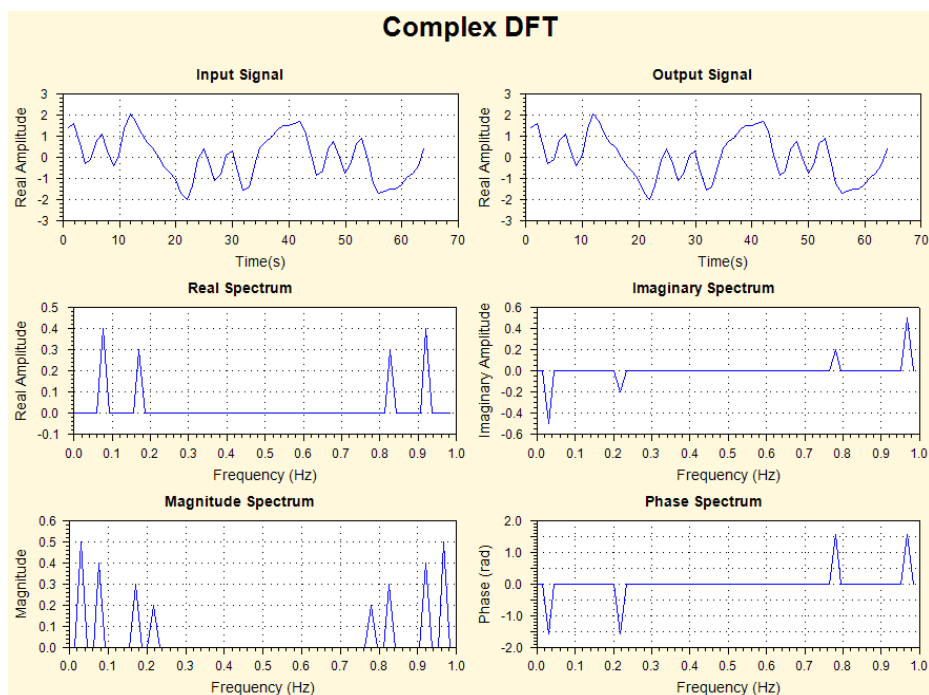 Complex DFT
Input Signal
Real Amplitude
3
2
1
0
-1
-2
-3
0 10 20 30 40 50 60 70
Time(s)
Output Signal
Real Amplitude
3
2
1
0
-1
-2
-3
0 10 20 30 40 50 60 70
Time(s)
Real Spectrum
Real Amplitude
0.5
0.4
0.3
0.2
0.1
0.0
-0.1
0.0 0.1 0.2 0.3 0.4 0.5 0.6 0.7 0.8 0.9 1.0
Frequency (Hz)
Imaginary Spectrum
Imaginary Amplitude
0.6
0.4
0.2
0.0
-0.2
-0.4
-0.6
0.0 0.1 0.2 0.3 0.4 0.5 0.6 0.7 0.8 0.9 1.0
Frequency (Hz)
Magnitude Spectrum
Magnitude
0.6
0.5
0.4
0.3
0.2
0.1
0.0
0.0 0.1 0.2 0.3 0.4 0.5 0.6 0.7 0.8 0.9 1.0
Frequency (Hz)
Phase Spectrum
Phase (rad)
2.0
1.0
0.0
-1.0
-2.0
0.0 0.1 0.2 0.3 0.4 0.5 0.6 0.7 0.8 0.9 1.0
Frequency (Hz)